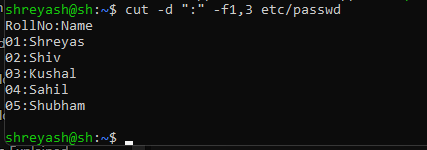 shreyash@sh:~$ cut -d ":" -f1,3 etc/passwd
RollNo:Name
01:Shreyas
02:Shiv
03:Kushal
04:Sahil
05:Shubham
shreyash@sh:~$